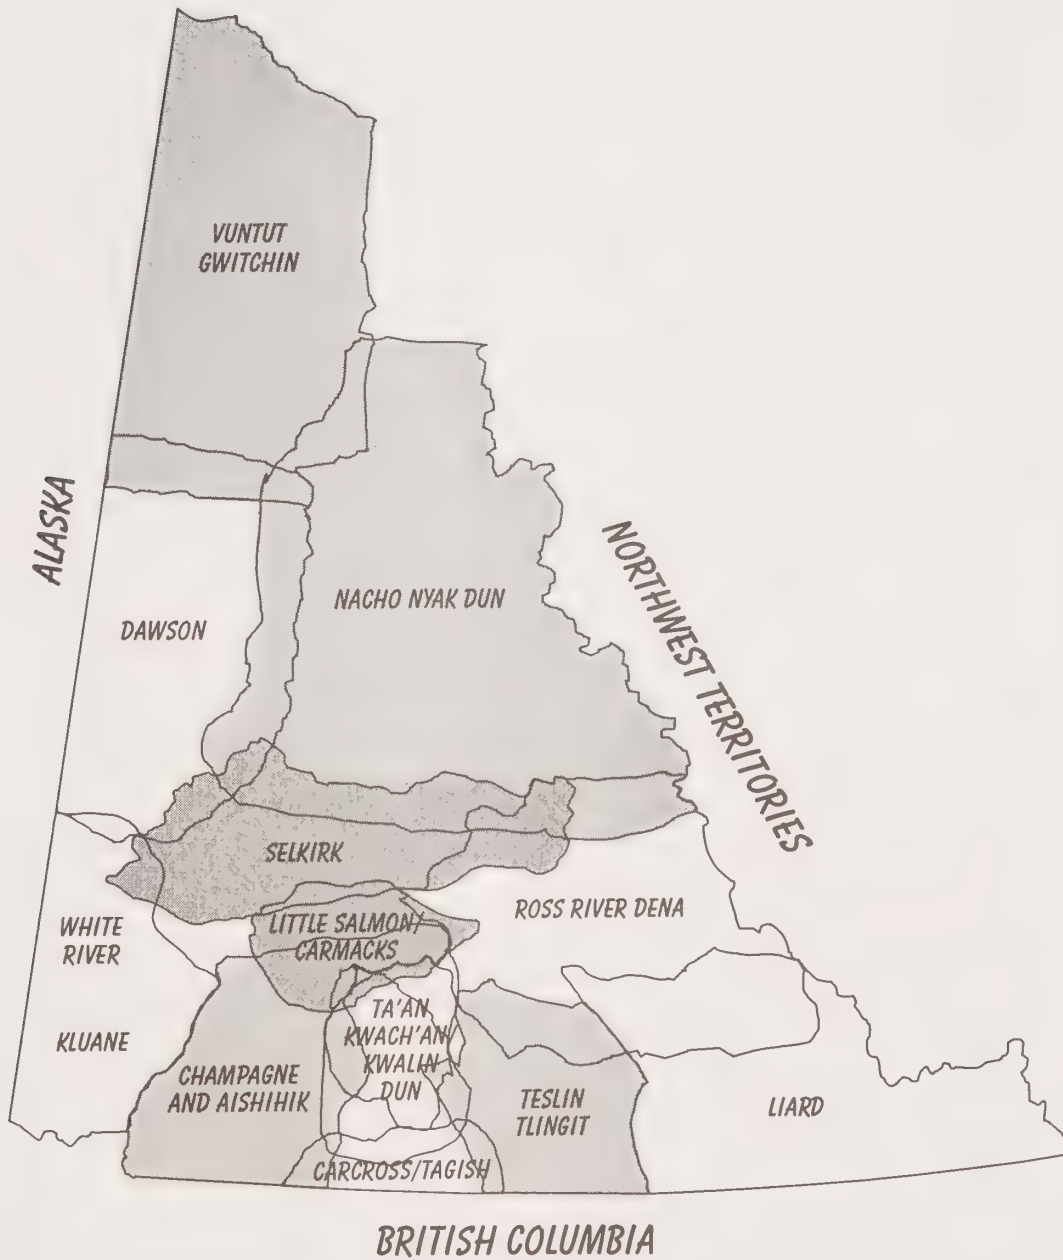 VUNTUT
GWITCHIN
ALASKA
NORTHWEST TERRITORIES
NACHO NYAK DUN
DAWSON
SELKIRK
ROSS RIVER DENA
LITTLE SALMON/
CARMACKS
WHITE
RIVER
TA'AN
KWACH'AN
KWALIN
DUN
KLUANE
CHAMPAGNE
AND AISHIHIK
TESLIN
TLINGIT
LIARD
CARCROSS/TAGISH
BRITISH COLUMBIA